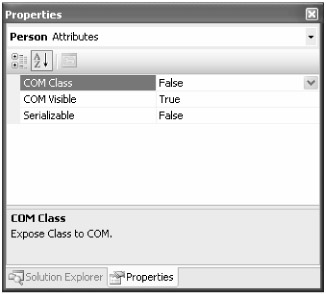 Properties
Person Attributes
COM Class False
COM Visible True
Serializable False
COM Class
Expose Class to COM.
Solution Explorer Properties